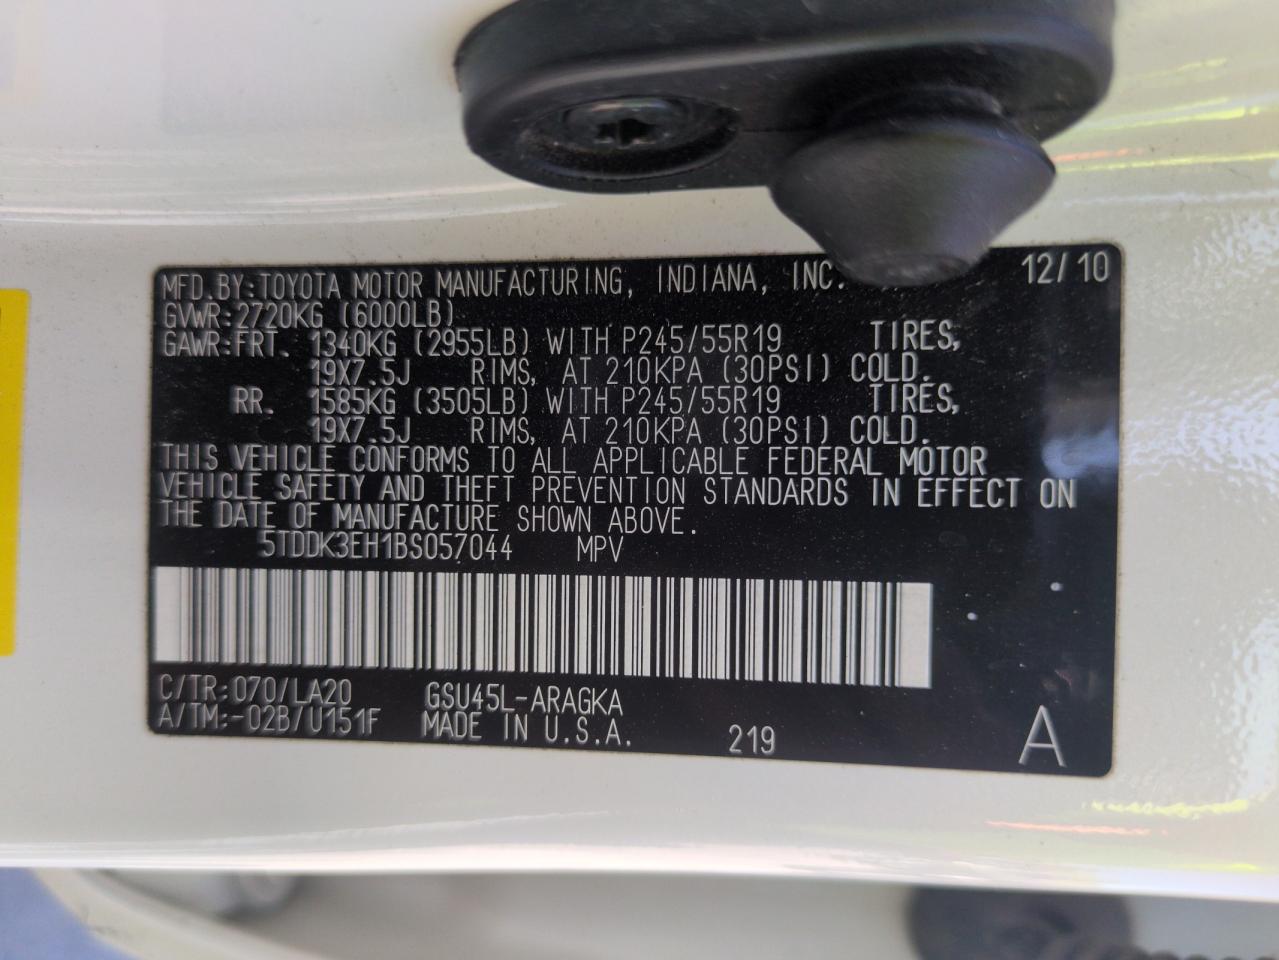 MFD.BY:TOYOTA MOTOR MANUFACTURING, INDIANA, INC. 12/10
GVWR:2720KG (6000LB)
GAWR:FRT. 1340KG (2955LB) WITH P245/55R19 TIRES,
19X7.5J RIMS, AT 210KPA (30PSI) COLD.
RR. 1585KG (3505LB) WITH P245/55R19 TIRES,
19X7.5J RIMS, AT 210KPA (30PSI) COLD.
THIS VEHICLE CONFORMS TO ALL APPLICABLE FEDERAL MOTOR
VEHICLE SAFETY AND THEFT PREVENTION STANDARDS IN EFFECT ON
THE DATE OF MANUFACTURE SHOWN ABOVE.
5TDDK3EH1BS057044 MPV
C/TR:070/LA20 GSU45L-ARAGKA
A/TM:-02B/U151F MADE IN U.S.A. 219 A